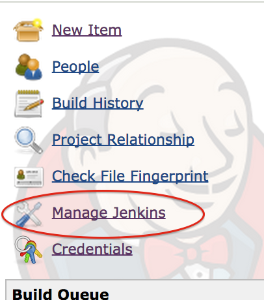 New Item
People
Build History
Project Relationship
Check File Fingerprint
Manage Jenkins
Credentials
Build Queue